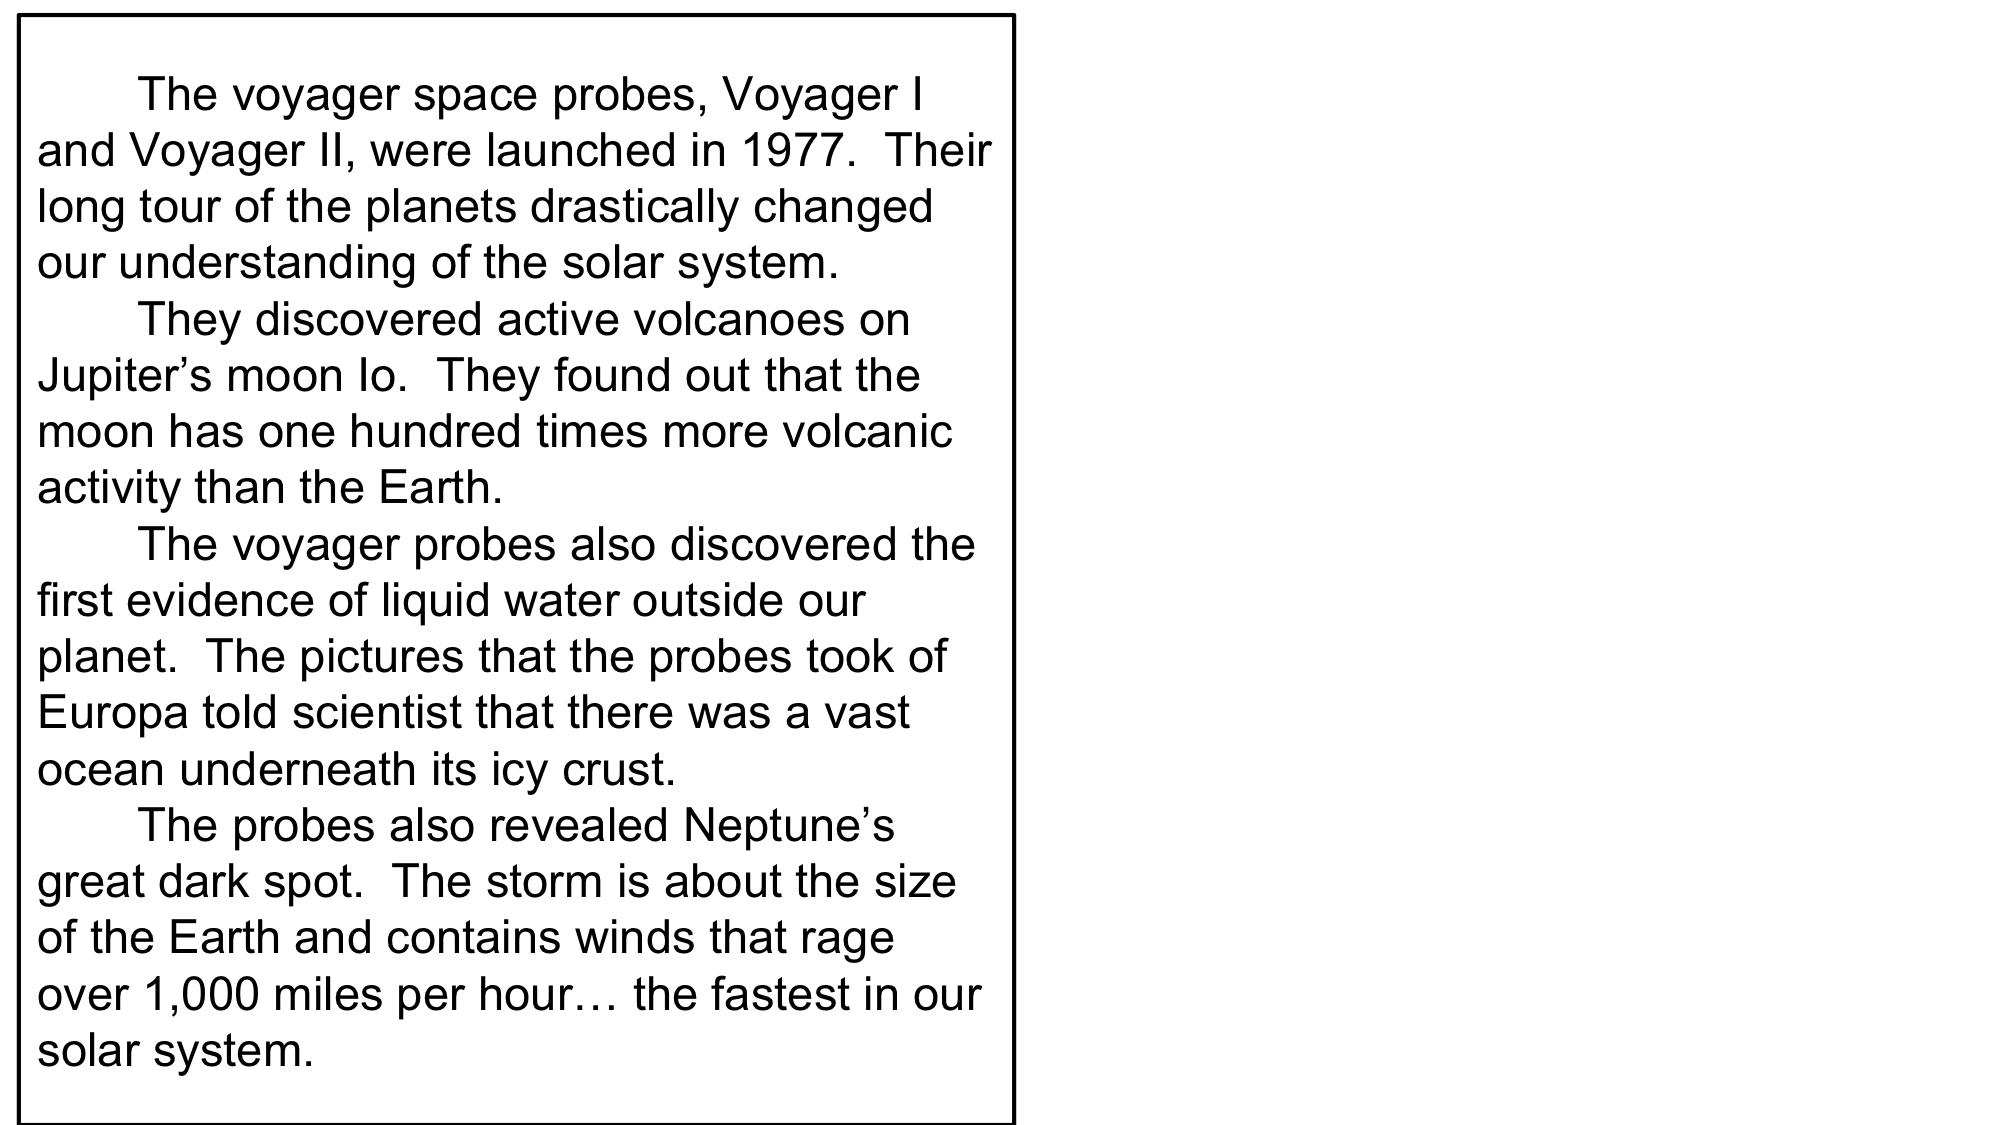 The voyager space probes, Voyager I
and Voyager II, were launched in 1977.  Their
long tour of the planets drastically changed
our understanding of the solar system.
They discovered active volcanoes on
Jupiter’s moon Io.  They found out that the
moon has one hundred times more volcanic
activity than the Earth.
The voyager probes also discovered the
first evidence of liquid water outside our
planet.  The pictures that the probes took of
Europa told scientist that there was a vast
ocean underneath its icy crust.
The probes also revealed Neptune’s
great dark spot.  The storm is about the size
of the Earth and contains winds that rage
over 1,000 miles per hour… the fastest in our
solar system.